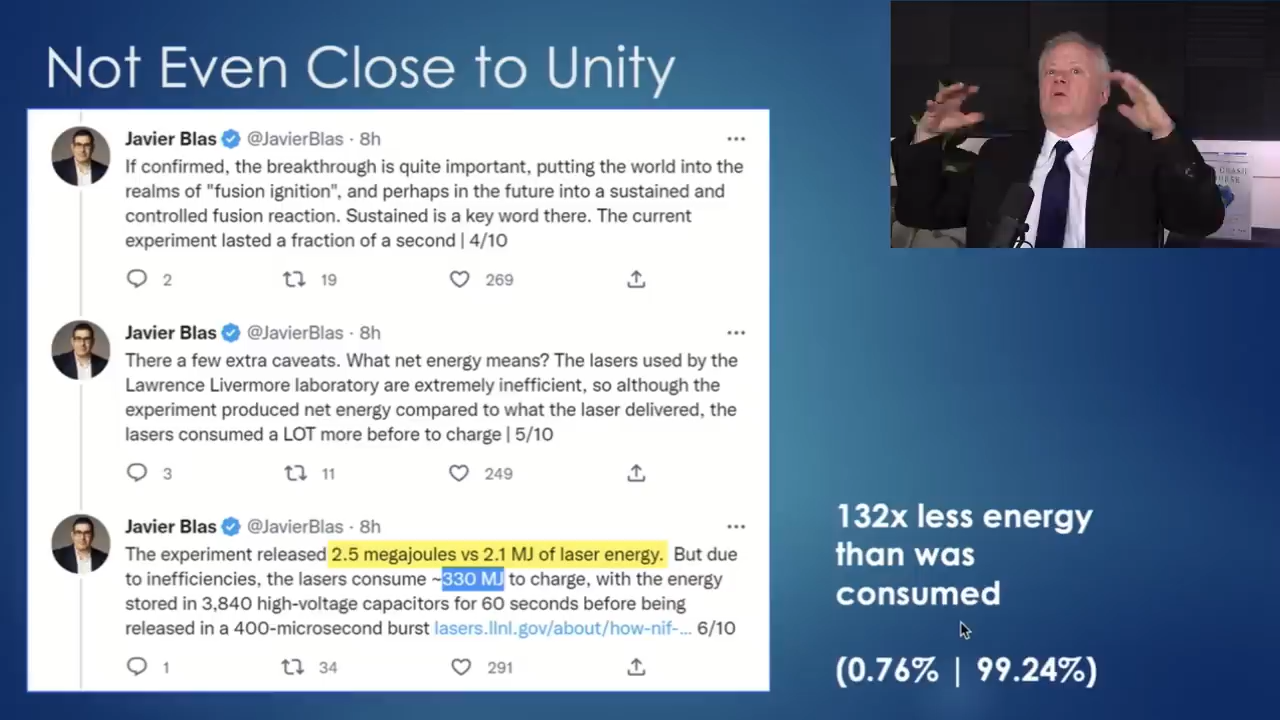 Not Even Close to Unity
Javier Blas @JavierBlas · 8h
If confirmed, the breakthrough is quite important, putting the world into the
realms of "fusion ignition", and perhaps in the future into a sustained and
controlled fusion reaction. Sustained is a key word there. The current
experiment lasted a fraction of a second | 4/10
2 19 269
Javier Blas @JavierBlas · 8h
There a few extra caveats. What net energy means? The lasers used by the
Lawrence Livermore laboratory are extremely inefficient, so although the
experiment produced net energy compared to what the laser delivered, the
lasers consumed a LOT more before to charge | 5/10
3 11 249
Javier Blas @JavierBlas · 8h
The experiment released 2.5 megajoules vs 2.1 MJ of laser energy. But due
to inefficiencies, the lasers consume ~330 MJ to charge, with the energy
stored in 3,840 high-voltage capacitors for 60 seconds before being
released in a 400-microsecond burst lasers.llnl.gov/about/how-nif-... 6/10
1 34 291
132x less energy
than was
consumed
(0.76% | 99.24%)